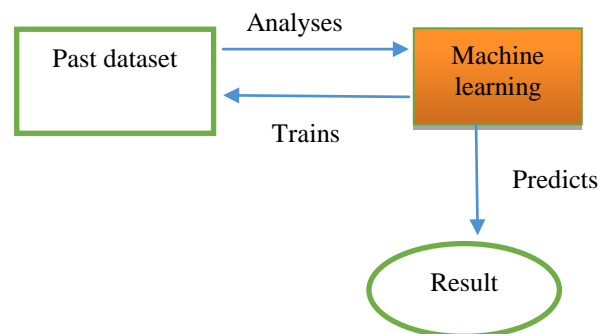 Analyses
Past dataset
Machine
learning
Trains
Predicts
Result